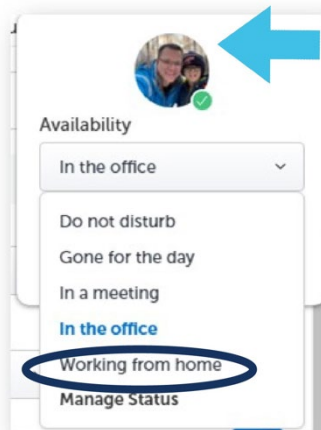 Availability
In the office
Do not disturb
Gone for the day
In a meeting
In the office
Working from home
Manage Status